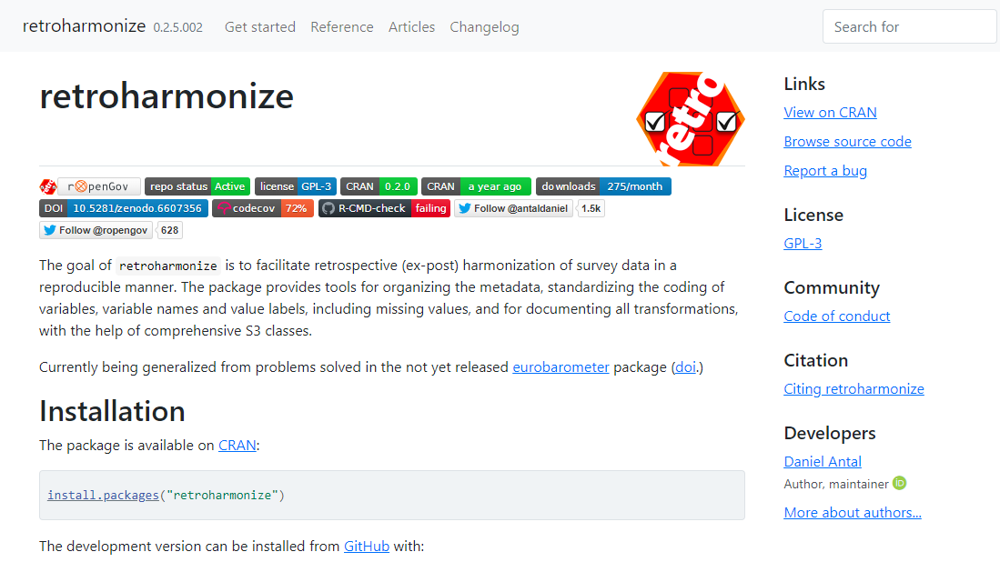 retroharmonize 0.2.5.002 Get started Reference Articles Changelog Search for
retroharmonize
retro
rOpenGov repo status Active license GPL-3 CRAN 0.2.0 CRAN a year ago downloads 275/month
DOI 10.5281/zenodo.6607356 codecov 72% R-CMD-check failing Follow @antaldaniel 1.5k
Follow @ropengov 628
The goal of retroharmonize is to facilitate retrospective (ex-post) harmonization of survey data in a
reproducible manner. The package provides tools for organizing the metadata, standardizing the coding of
variables, variable names and value labels, including missing values, and for documenting all transformations,
with the help of comprehensive S3 classes.
Currently being generalized from problems solved in the not yet released eurobarometer package (doi.)
Installation
The package is available on CRAN:
install.packages("retroharmonize")
The development version can be installed from GitHub with:
Links
View on CRAN
Browse source code
Report a bug
License
GPL-3
Community
Code of conduct
Citation
Citing retroharmonize
Developers
Daniel Antal
Author, maintainer iD
More about authors...